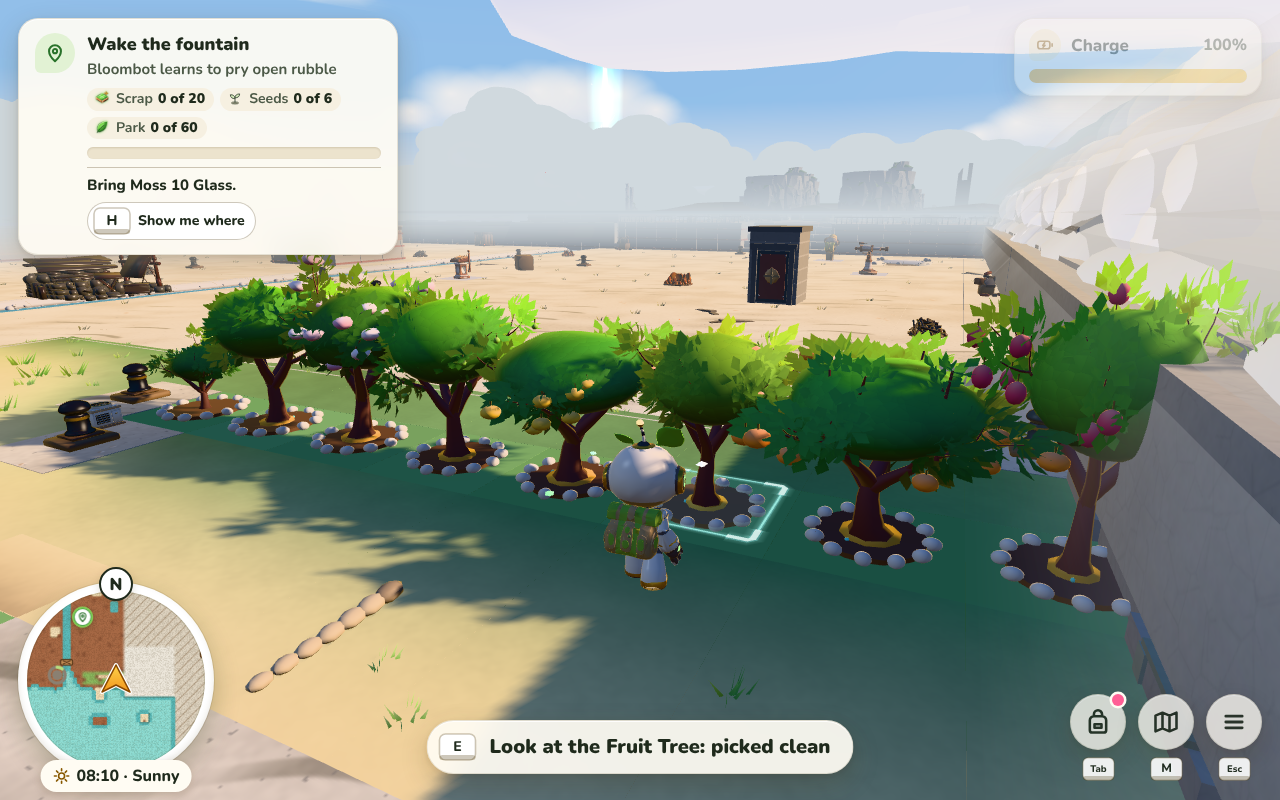 Wake the fountain
Bloombot learns to pry open rubble
Scrap 0 of 20 Seeds 0 of 6
Park 0 of 60
Bring Moss 10 Glass.
H Show me where
Charge 100%
N
08:10 · Sunny
E Look at the Fruit Tree: picked clean
Tab M Esc